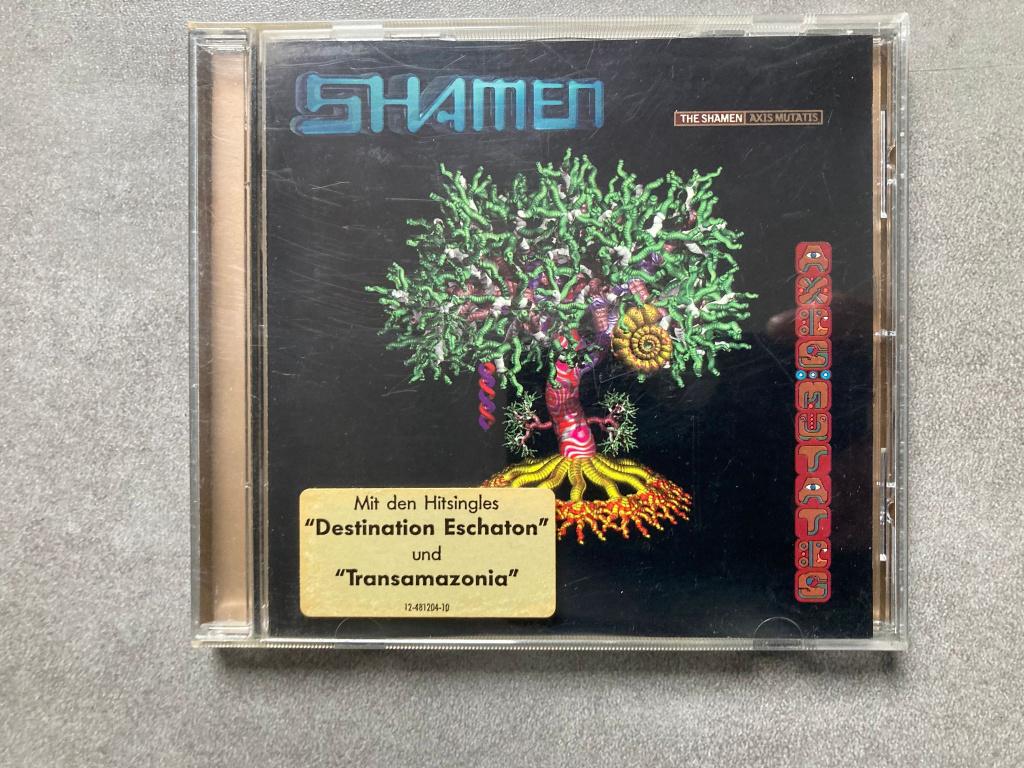 SHAMEN
THE SHAMEN AXIS MUTATIS
AXIS:MUTATIS
Mit den Hitsingles
"Destination Eschaton"
und
"Transamazonia"
12-481204-10